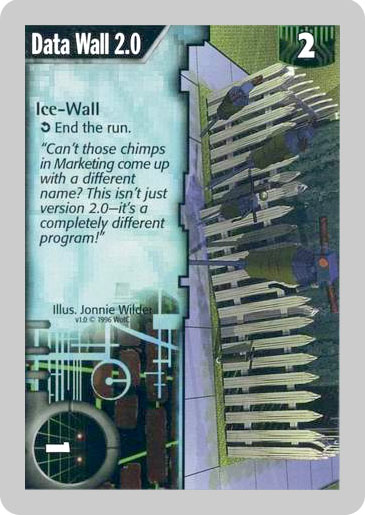 Data Wall 2.0
2
Ice-Wall
End the run.
"Can't those chimps
in Marketing come up
with a different
name? This isn't just
version 2.0—it's a
completely different
program!"
Illus. Jonnie Wilder
v1.0 © 1996 WotC
1